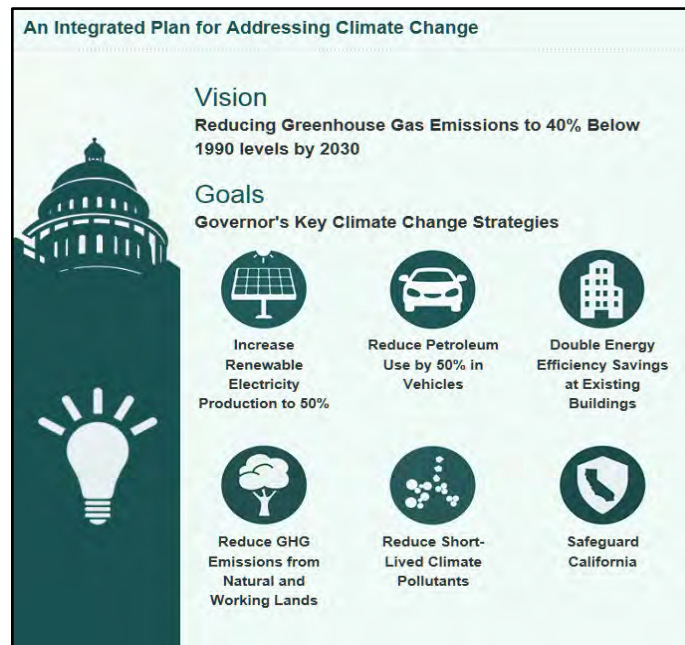 An Integrated Plan for Addressing Climate Change
Vision
Reducing Greenhouse Gas Emissions to 40% Below
1990 levels by 2030
Goals
Governor's Key Climate Change Strategies
Increase
Renewable
Electricity
Production to 50%
Reduce Petroleum
Use by 50% in
Vehicles
Double Energy
Efficiency Savings
at Existing
Buildings
Reduce GHG
Emissions from
Natural and
Working Lands
Reduce Short-
Lived Climate
Pollutants
Safeguard
California